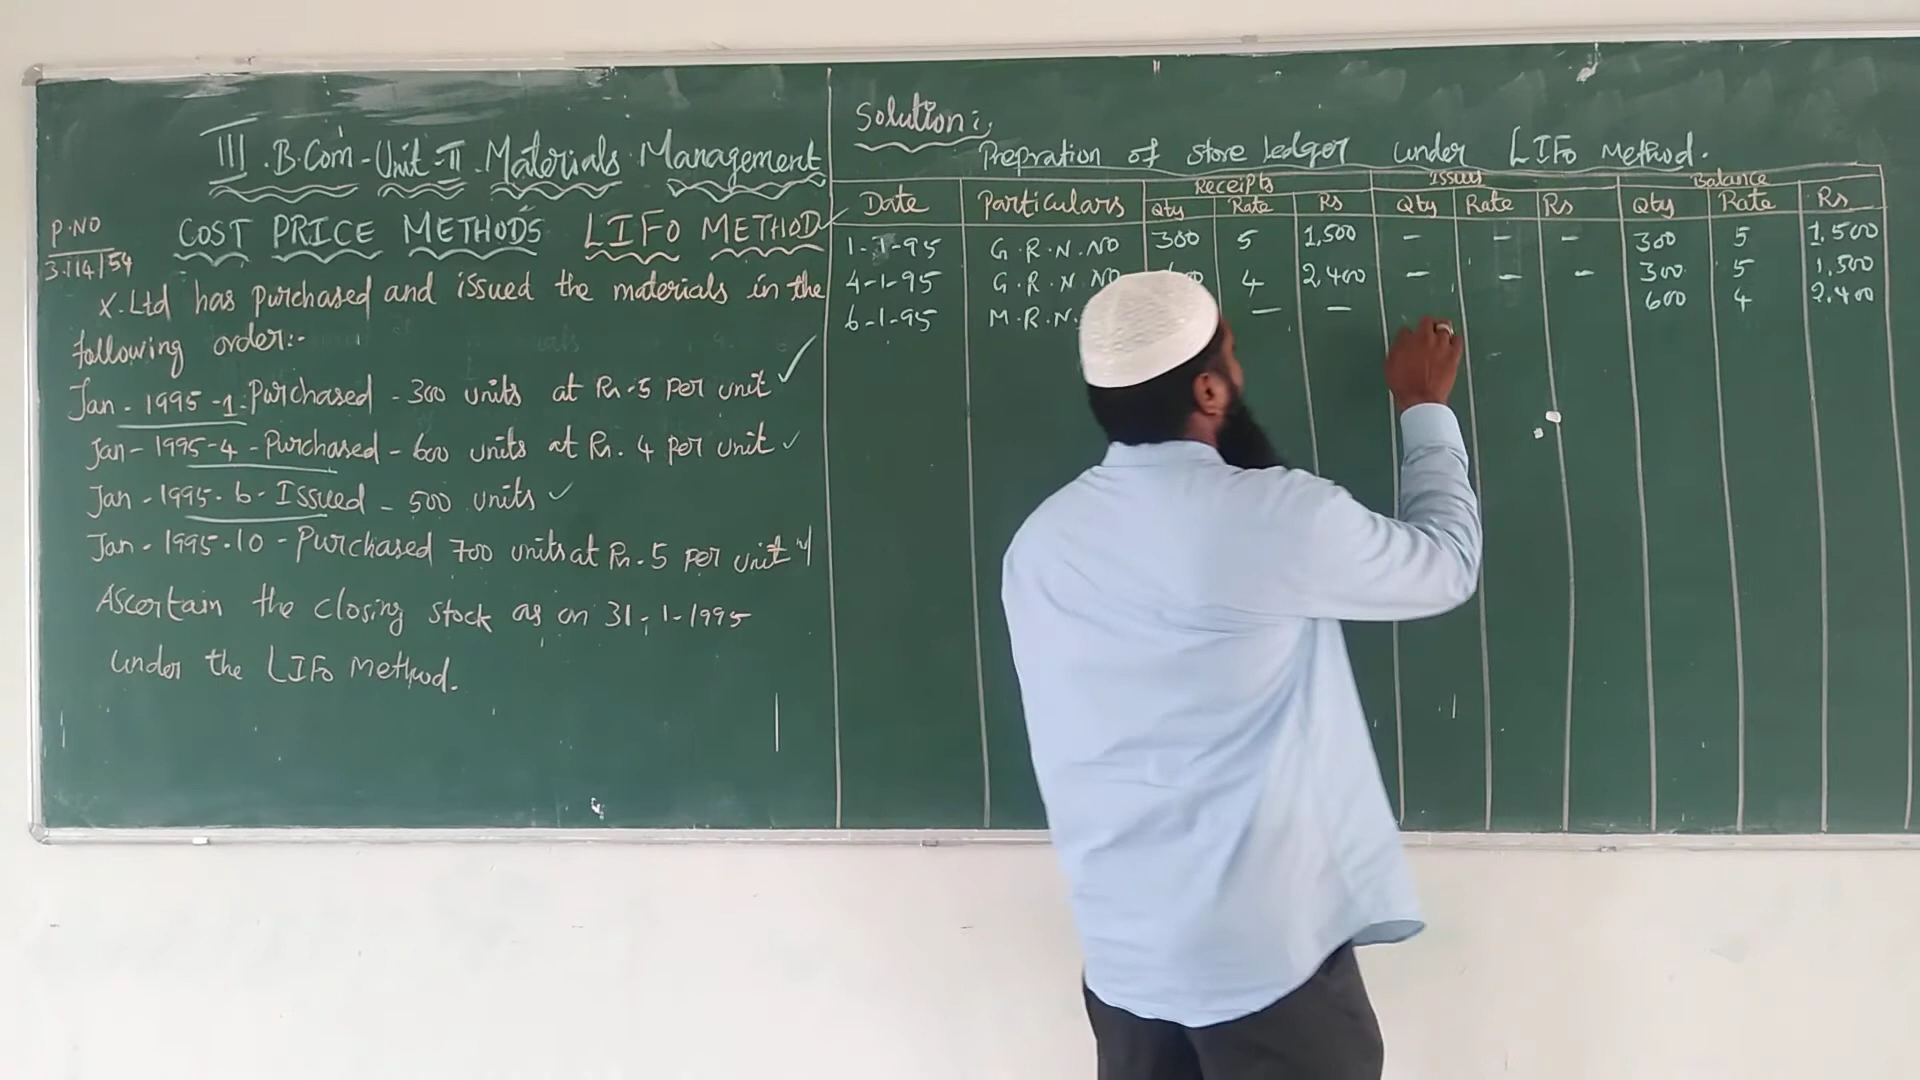 III.B.Com-Unit-II.Materials Management
P.NO
3.114/54
COST PRICE METHODS LIFO METHOD
X.Ltd has purchased and issued the materials in the
following order:-
Jan-1995-1-Purchased-300 units at Rs.5 per unit ✓
Jan-1995-4-Purchased-600 units at Rs.4 per unit ✓
Jan-1995.6-Issued-500 units ✓
Jan-1995.10-Purchased 700 units at Rs.5 per unit
Ascertain the closing stock as on 31-1-1995
under the LIFO Method.
Solution:
Prepration of store ledger under LIFO Method.
Receipts Issues Balance
Date Particulars Qty Rate Rs Qty Rate Rs Qty Rate Rs
1-1-95 G.R.N.NO 300 5 1,500 - - - 300 5 1,500
4-1-95 G.R.N.NO 4 2,400 - - - 300 5 1,500
600 4 2,400
6-1-95 M.R.N. - -